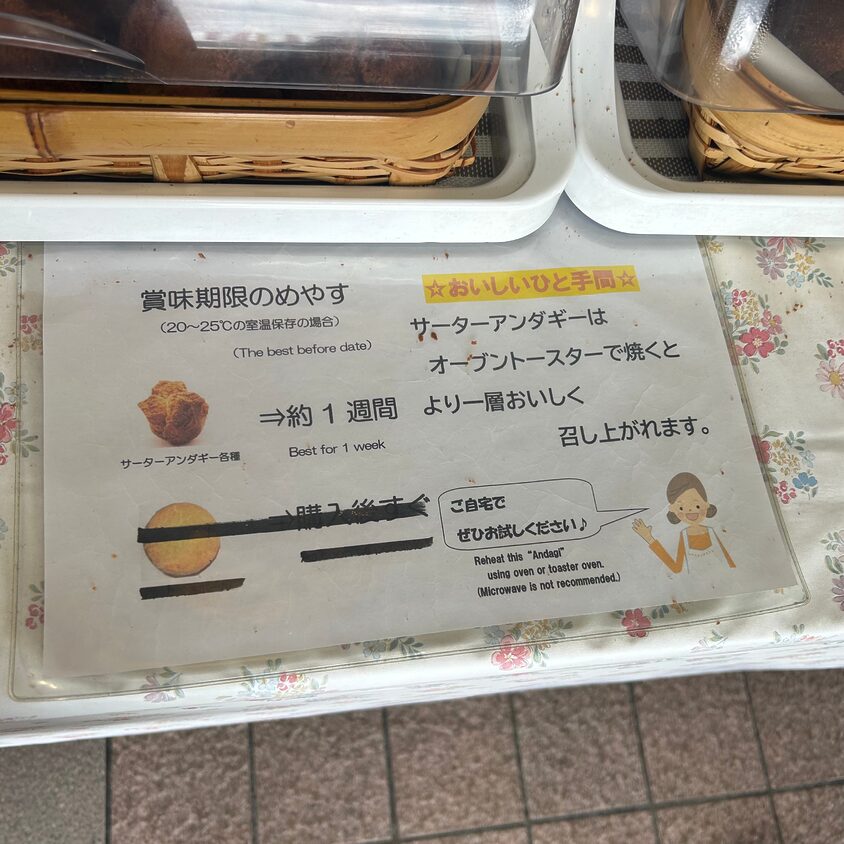 賞味期限のめやす
(20～25℃の室温保存の場合)
(The best before date)
⇒約1週間
Best for 1 week
サーターアンダギー各種
⇒購入後すぐ
☆おいしいひと手間☆
サーターアンダギーは
オーブントースターで焼くと
より一層おいしく
召し上がれます。
ご自宅で
ぜひお試しください♪
Reheat this “Andagi”
using oven or toaster oven.
(Microwave is not recommended.)